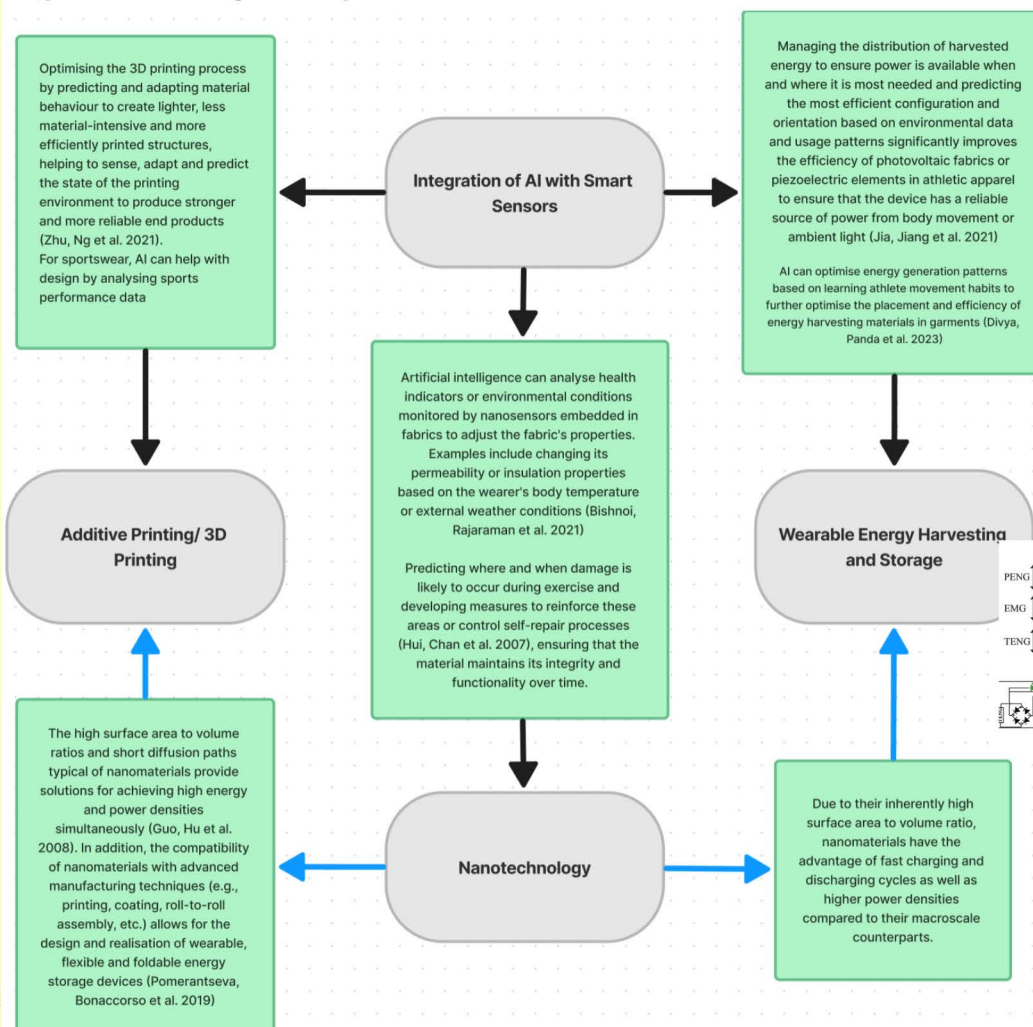 Optimising the 3D printing process
by predicting and adapting material
behaviour to create lighter, less
material-intensive and more
efficiently printed structures,
helping to sense, adapt and predict
the state of the printing
environment to produce stronger
and more reliable end products
(Zhu, Ng et al. 2021).
For sportswear, AI can help with
design by analysing sports
performance data
Integration of AI with Smart
Sensors
Managing the distribution of harvested
energy to ensure power is available when
and where it is most needed and predicting
the most efficient configuration and
orientation based on environmental data
and usage patterns significantly improves
the efficiency of photovoltaic fabrics or
piezoelectric elements in athletic apparel
to ensure that the device has a reliable
source of power from body movement or
ambient light (Jia, Jiang et al. 2021)
AI can optimise energy generation patterns
based on learning athlete movement habits to
further optimise the placement and efficiency of
energy harvesting materials in garments (Divya,
Panda et al. 2023)
Artificial intelligence can analyse health
indicators or environmental conditions
monitored by nanosensors embedded in
fabrics to adjust the fabric's properties.
Examples include changing its
permeability or insulation properties
based on the wearer's body temperature
or external weather conditions (Bishnoi,
Rajaraman et al. 2021)
Predicting where and when damage is
likely to occur during exercise and
developing measures to reinforce these
areas or control self-repair processes
(Hui, Chan et al. 2007), ensuring that the
material maintains its integrity and
functionality over time.
Additive Printing/ 3D
Printing
Wearable Energy Harvesting
and Storage
PENG
EMG
TENG
The high surface area to volume
ratios and short diffusion paths
typical of nanomaterials provide
solutions for achieving high energy
and power densities
simultaneously (Guo, Hu et al.
2008). In addition, the compatibility
of nanomaterials with advanced
manufacturing techniques (e.g.,
printing, coating, roll-to-roll
assembly, etc.) allows for the
design and realisation of wearable,
flexible and foldable energy
storage devices (Pomerantseva,
Bonaccorso et al. 2019)
Nanotechnology
Due to their inherently high
surface area to volume ratio,
nanomaterials have the
advantage of fast charging and
discharging cycles as well as
higher power densities
compared to their macroscale
counterparts.